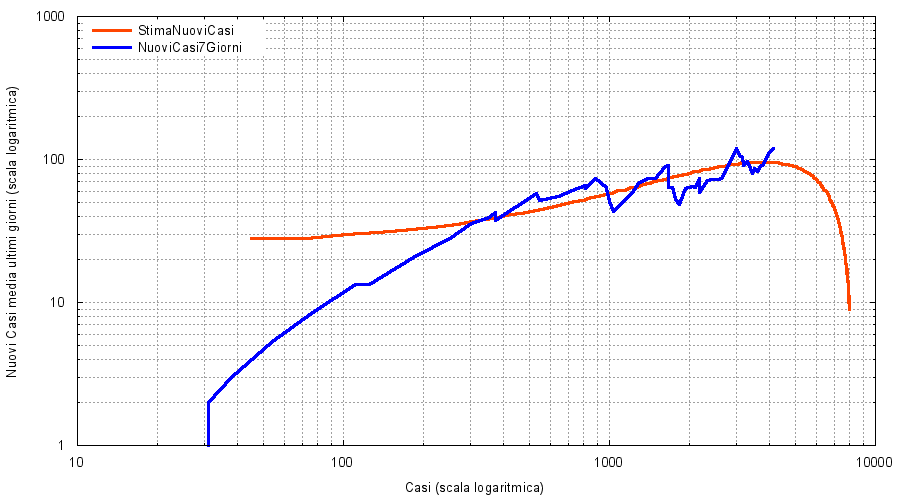 1000
StimaNuoviCasi
NuoviCasi7Giorni
100
10
1
Nuovi Casi media ultimi giorni (scala logaritmica)
10 100 1000 10000
Casi (scala logaritmica)